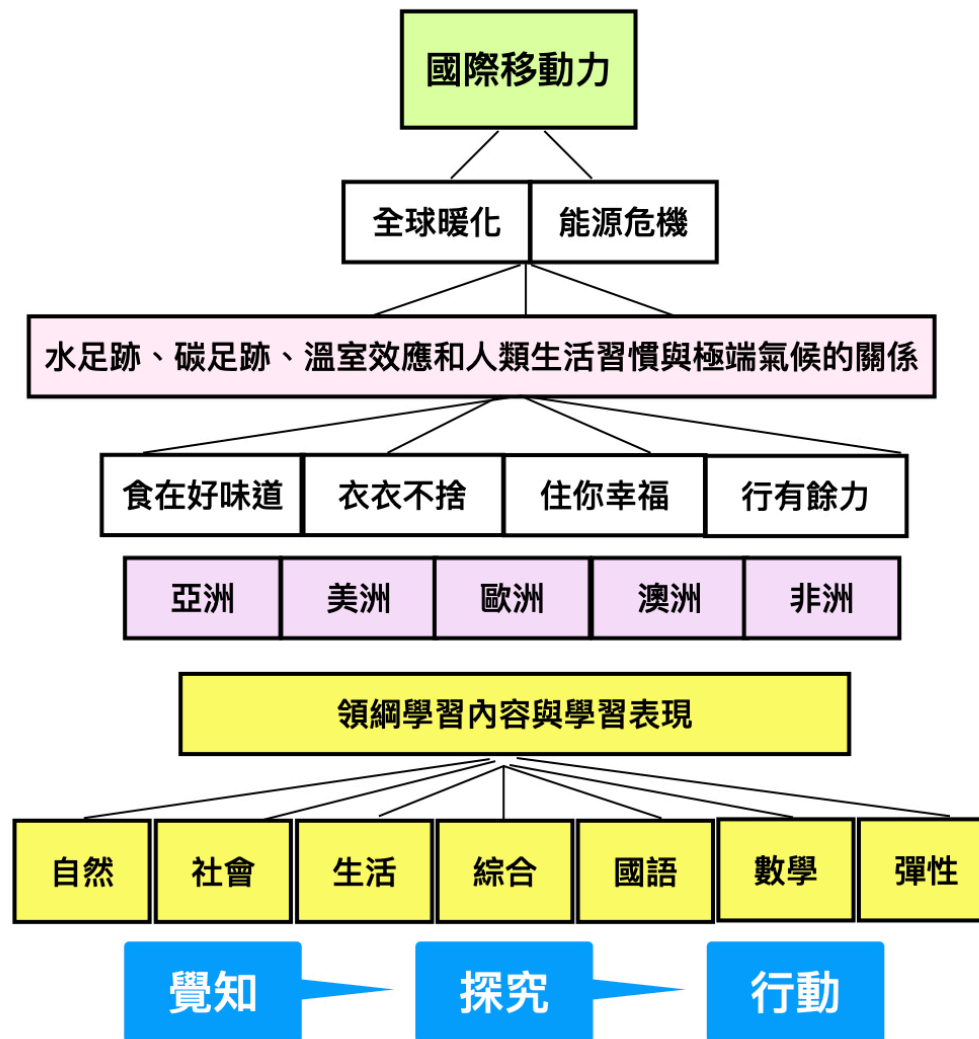 國際移動力
全球暖化 能源危機
水足跡、碳足跡、溫室效應和人類生活習慣與極端氣候的關係
食在好味道 衣衣不捨 住你幸福 行有餘力
亞洲 美洲 歐洲 澳洲 非洲
領綱學習內容與學習表現
自然 社會 生活 綜合 國語 數學 彈性
覺知 探究 行動